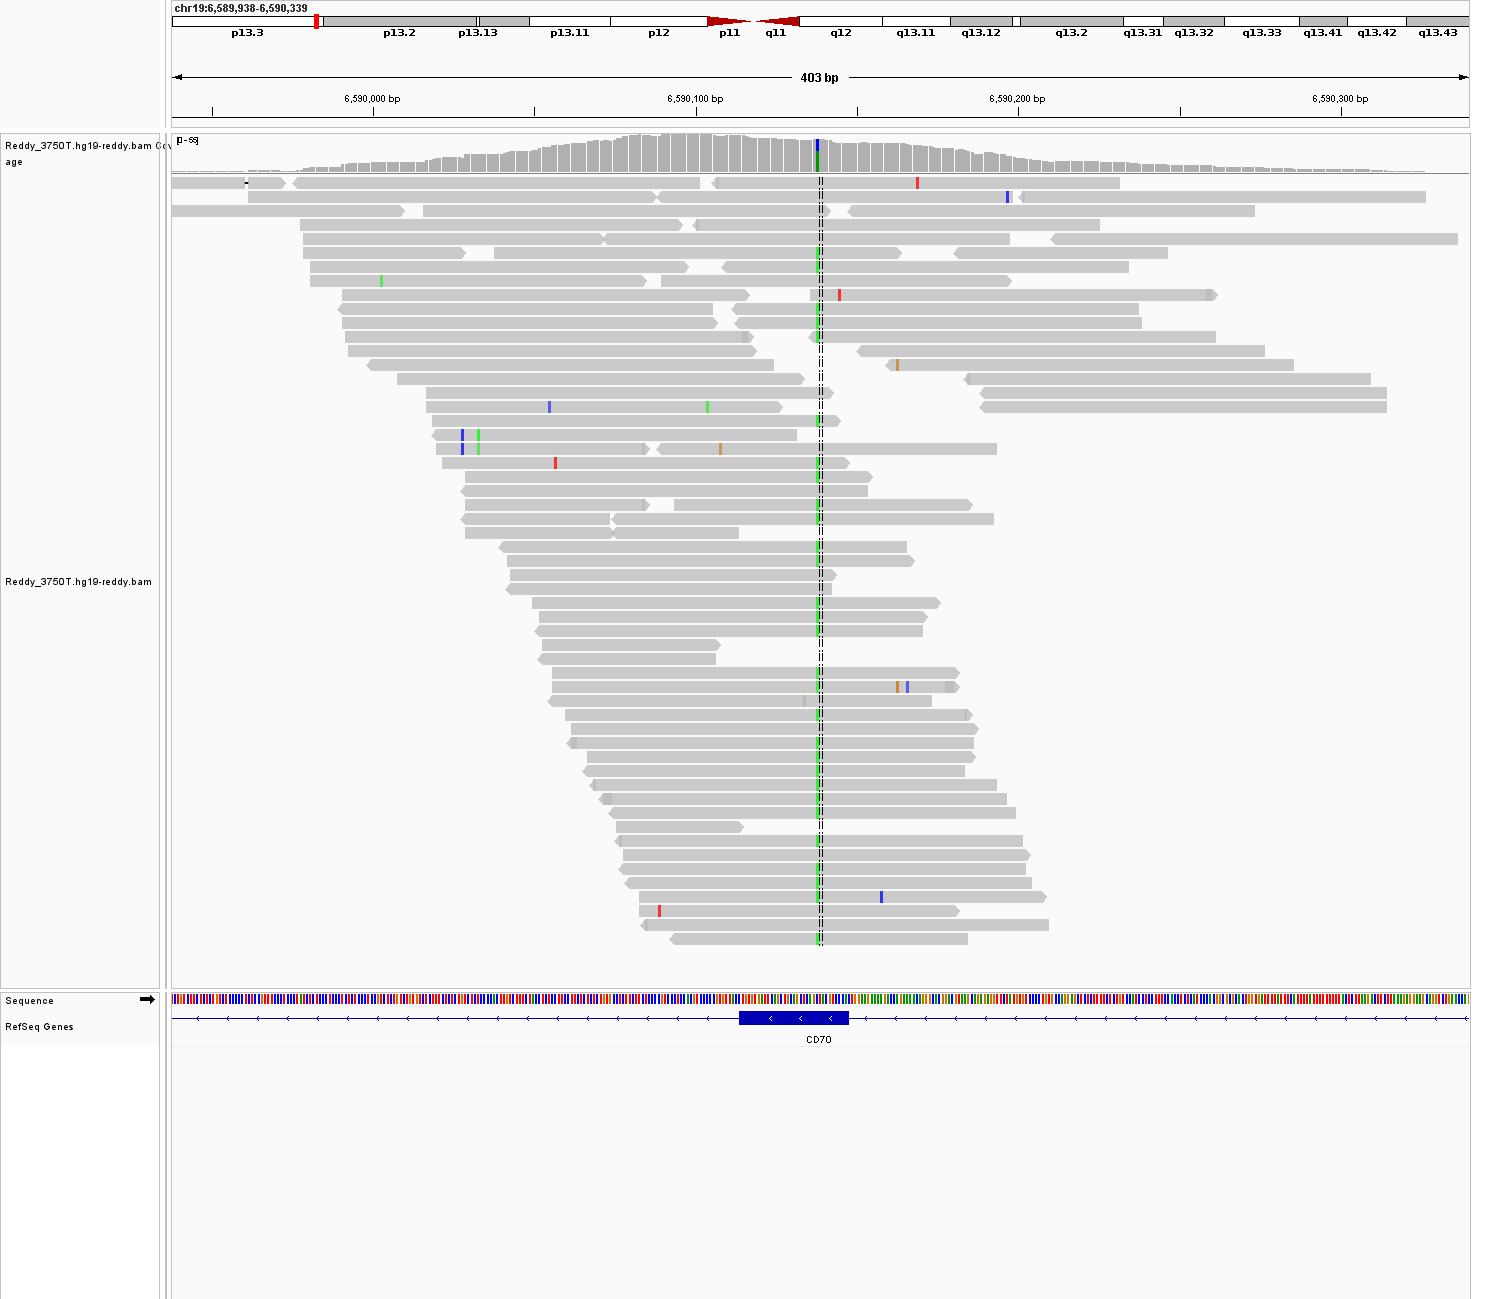 chr19:6,589,938-6,590,339
p13.3 p13.2 p13.13 p13.11 p12 p11 q11 q12 q13.11 q13.12 q13.2 q13.31 q13.32 q13.33 q13.41 q13.42 q13.43
403 bp
6,590,000 bp 6,590,100 bp 6,590,200 bp 6,590,300 bp
Reddy_3750T.hg19-reddy.bam Cov
age
Reddy_3750T.hg19-reddy.bam
Sequence
RefSeq Genes
CD70